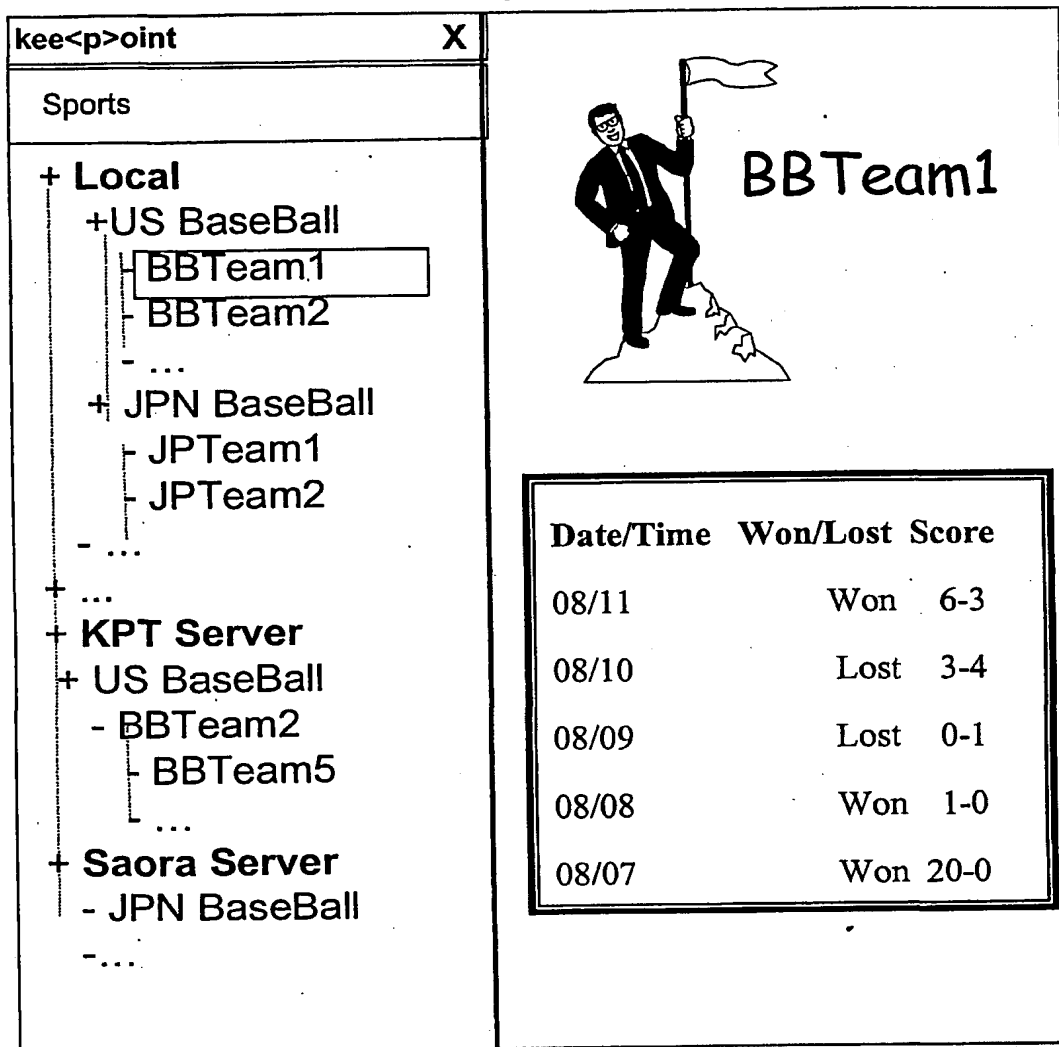 kee<p>oint X
Sports
+ Local
+US BaseBall
- BBTeam1
- BBTeam2
- ...
+ JPN BaseBall
- JPTeam1
- JPTeam2
- ...
+ ...
+ KPT Server
+ US BaseBall
- BBTeam2
- BBTeam5
- ...
+ Saora Server
- JPN BaseBall
-...
BBTeam1
Date/Time Won/Lost Score
08/11 Won 6-3
08/10 Lost 3-4
08/09 Lost 0-1
08/08 Won 1-0
08/07 Won 20-0